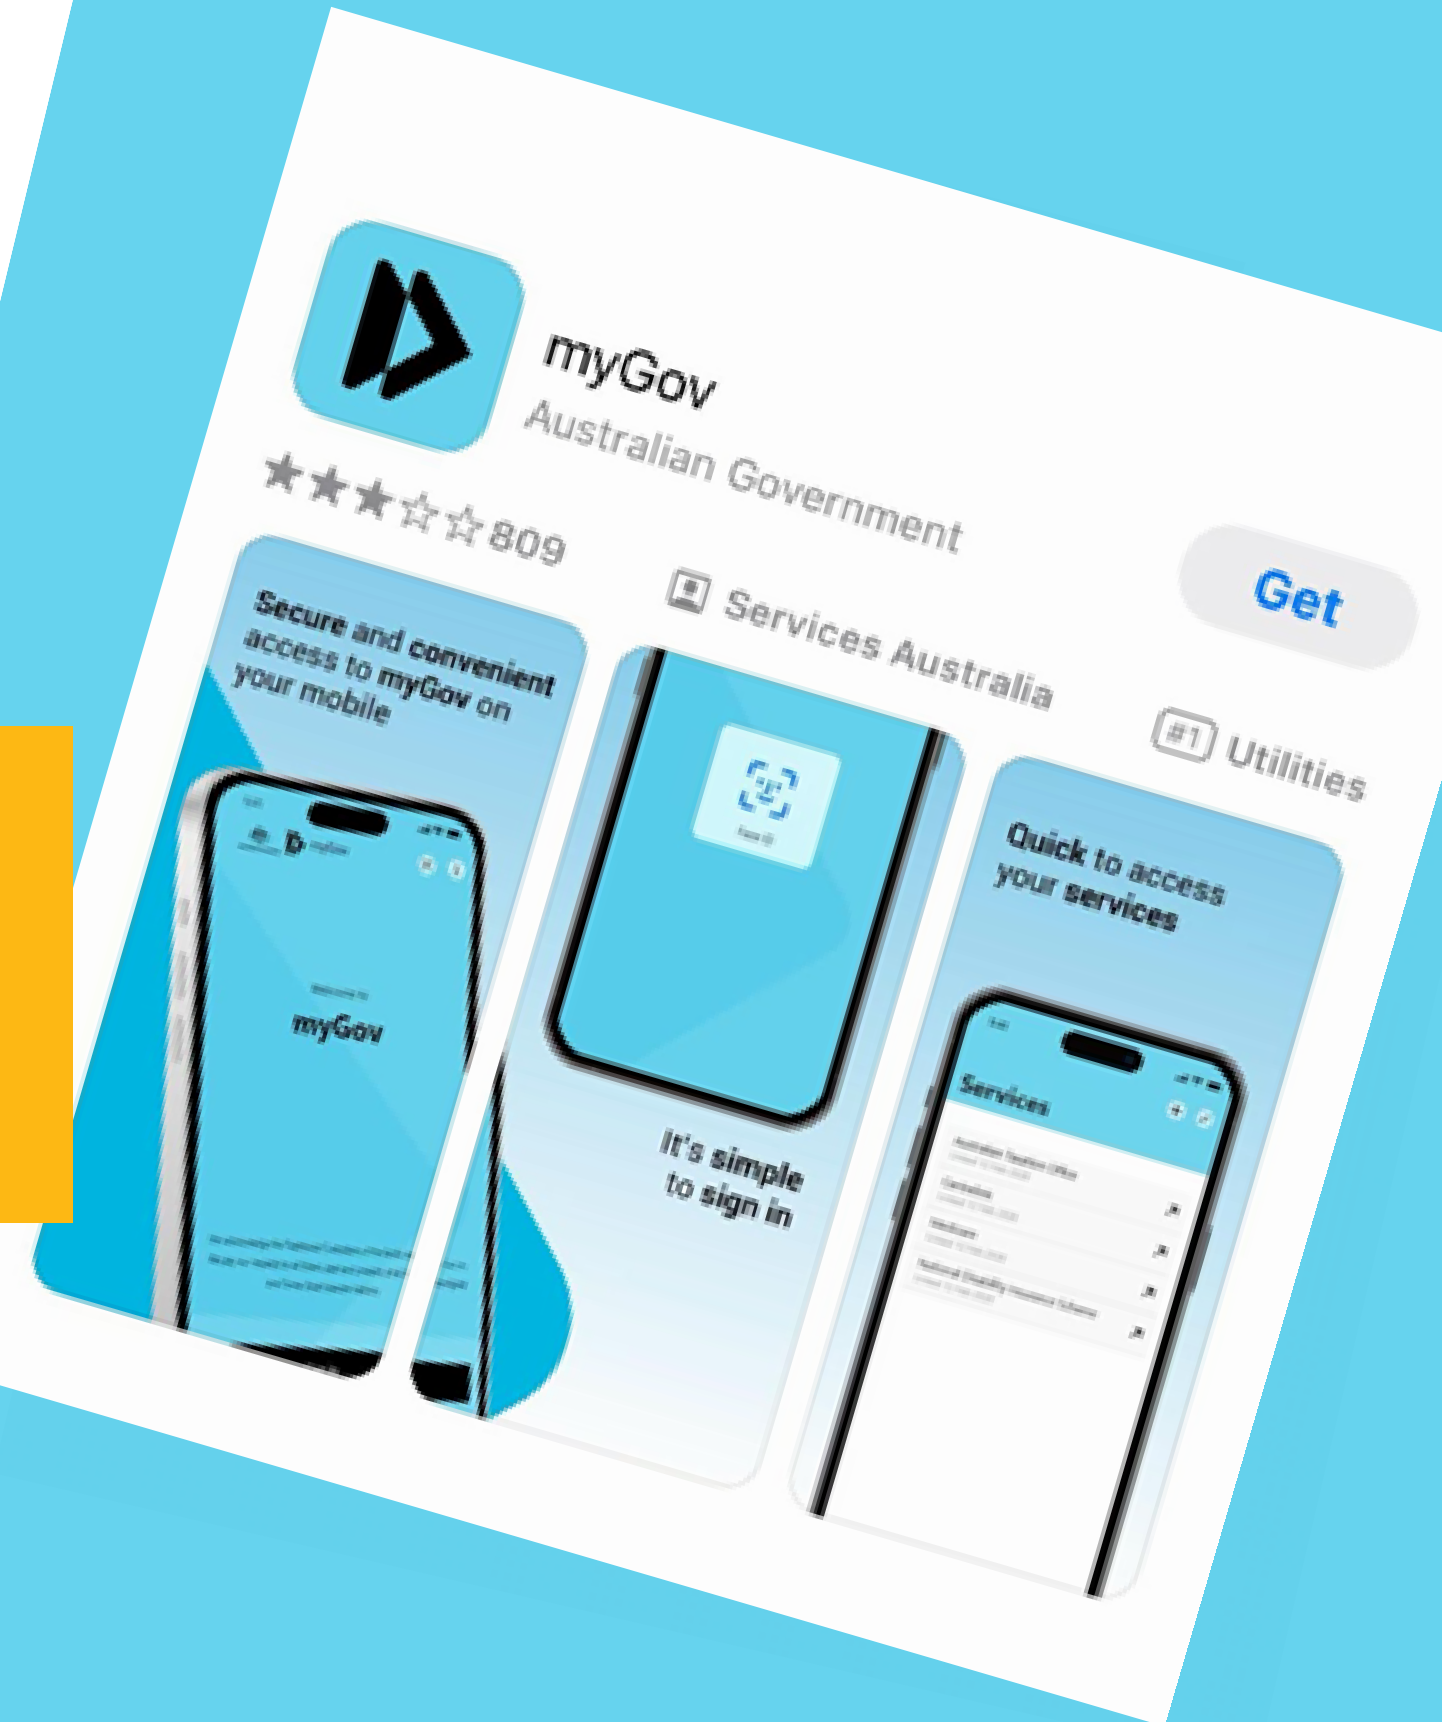 myGov
Australian Government
Get
809
Services Australia
#1 Utilities
Secure and convenient
access to myGov on
your mobile
myGov
It's simple
to sign in
Quick to access
your services
Services